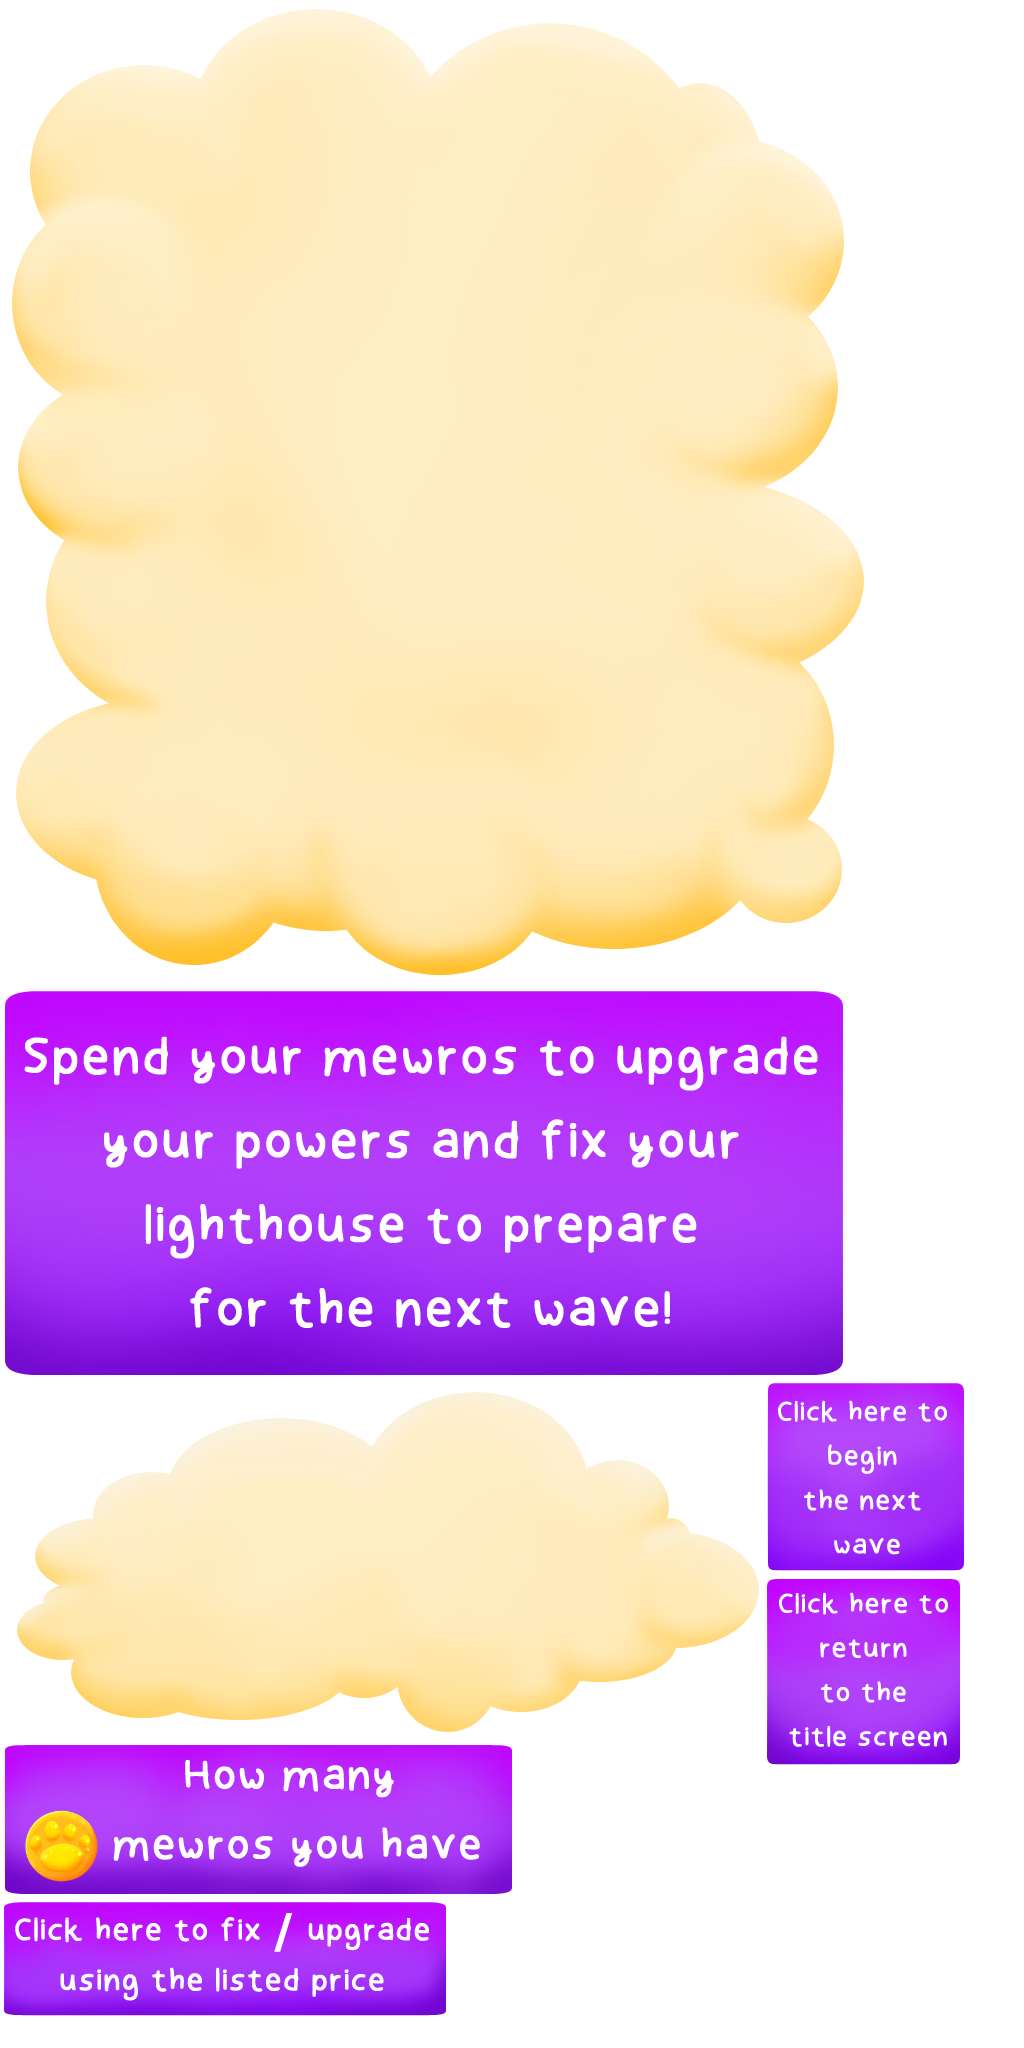 Spend your mewros to upgrade
your powers and fix your
lighthouse to prepare
for the next wave!
Click here to
begin
the next
wave
Click here to
return
to the
title screen
How many
mewros you have
Click here to fix / upgrade
using the listed price